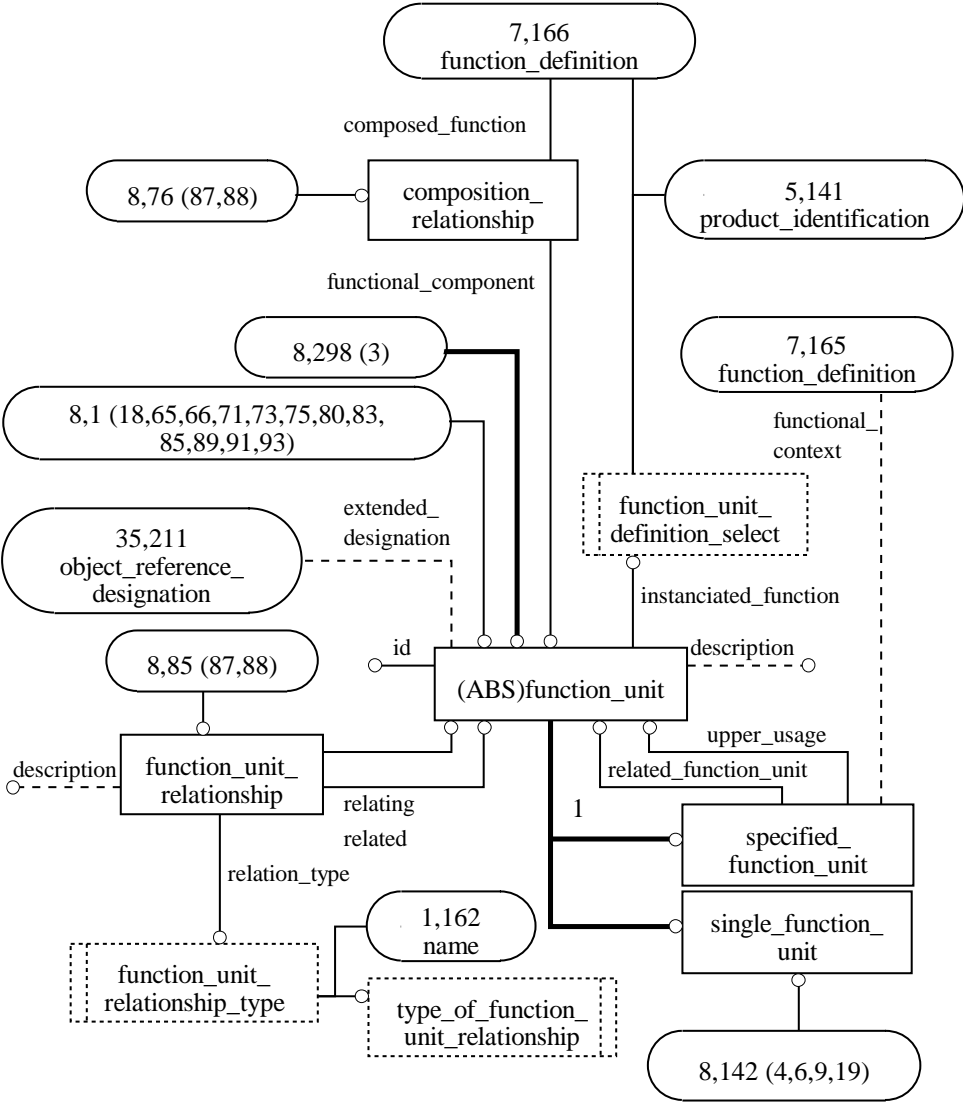 7,166
function_definition
composed_function
8,76 (87,88)
composition_
relationship
5,141
product_identification
functional_component
8,298 (3)
7,165
function_definition
8,1 (18,65,66,71,73,75,80,83,
85,89,91,93)
functional_
context
extended_
designation
function_unit_
definition_select
35,211
object_reference_
designation
instanciated_function
8,85 (87,88)
id
description
(ABS)function_unit
upper_usage
description
function_unit_
relationship
related_function_unit
relating
related
1
specified_
function_unit
relation_type
1,162
name
single_function_
unit
function_unit_
relationship_type
type_of_function_
unit_relationship
8,142 (4,6,9,19)